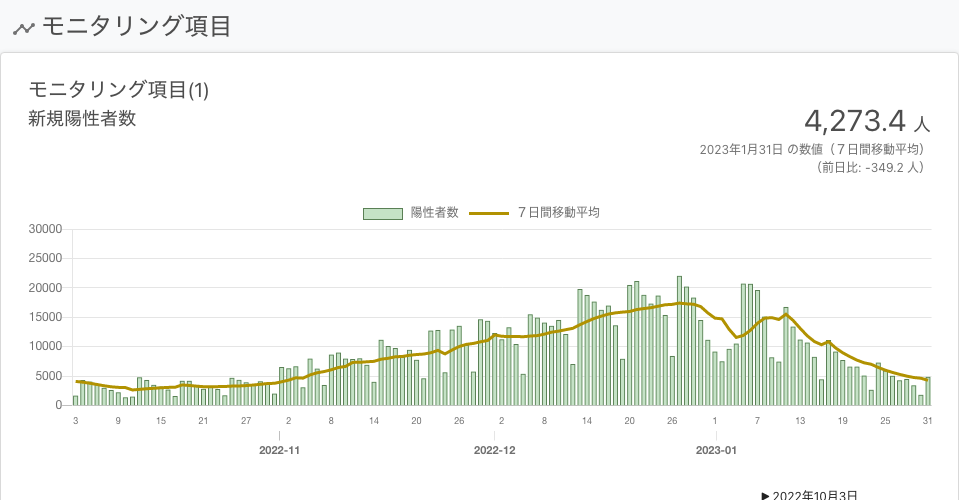 モニタリング項目
モニタリング項目(1)
新規陽性者数
4,273.4 人
2023年1月31日 の数値（７日間移動平均）
（前日比: -349.2 人）
陽性者数 ７日間移動平均
30000
25000
20000
15000
10000
5000
0
3 9 15 21 27 2 8 14 20 26 2 8 14 20 26 1 7 13 19 25 31
2022-11 2022-12 2023-01
▶ 2022年10月3日